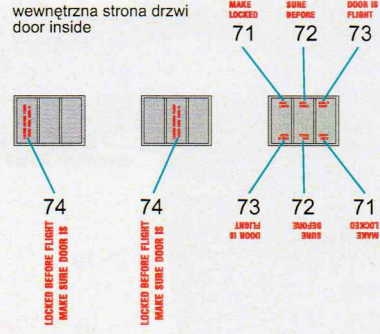 wewnętrzna strona drzwi
door inside
MAKE
LOCKED
SURE
BEFORE
DOOR IS
FLIGHT
71
72
73
74
LOCKED BEFORE FLIGHT
MAKE SURE DOOR IS
74
LOCKED BEFORE FLIGHT
MAKE SURE DOOR IS
73
72
71
DOOR IS
FLIGHT
SURE
BEFORE
MAKE
LOCKED